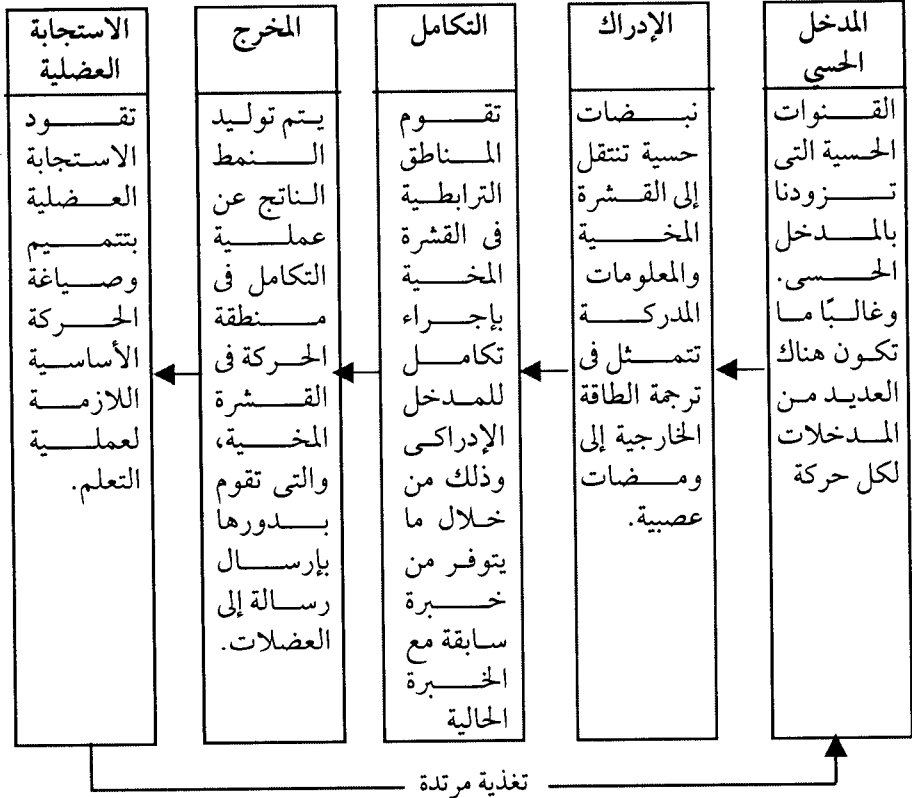 المدخل
الحسي
القنوات
الحسية التى
تزودنا
بالمدخل
الحسى.
وغالبًا ما
تكون هناك
العديد من
المدخلات
لكل حركة
الإدراك
نبضات
حسية تنتقل
إلى القشرة
المخية
والمعلومات
المدركة
تتمثل فى
ترجمة الطاقة
الخارجية إلى
ومضات
عصبية.
التكامل
تقوم
المناطق
الترابطية
فى القشرة
المخية
بإجراء
تكامل
للمدخل
الإدراكى
وذلك من
خلال ما
يتوفر من
خبرة
سابقة مع
الخبرة
الحالية
المخرج
يتم توليد
النمط
الناتج عن
عملية
التكامل فى
منطقة
الحركة فى
القشرة
المخية،
والتى تقوم
بدورها
بإرسال
رسالة إلى
العضلات.
الاستجابة
العضلية
تقود
الاستجابة
العضلية
بتتميم
وصياغة
الحركة
الأساسية
اللازمة
لعملية
التعلم.
تغذية مرتدة